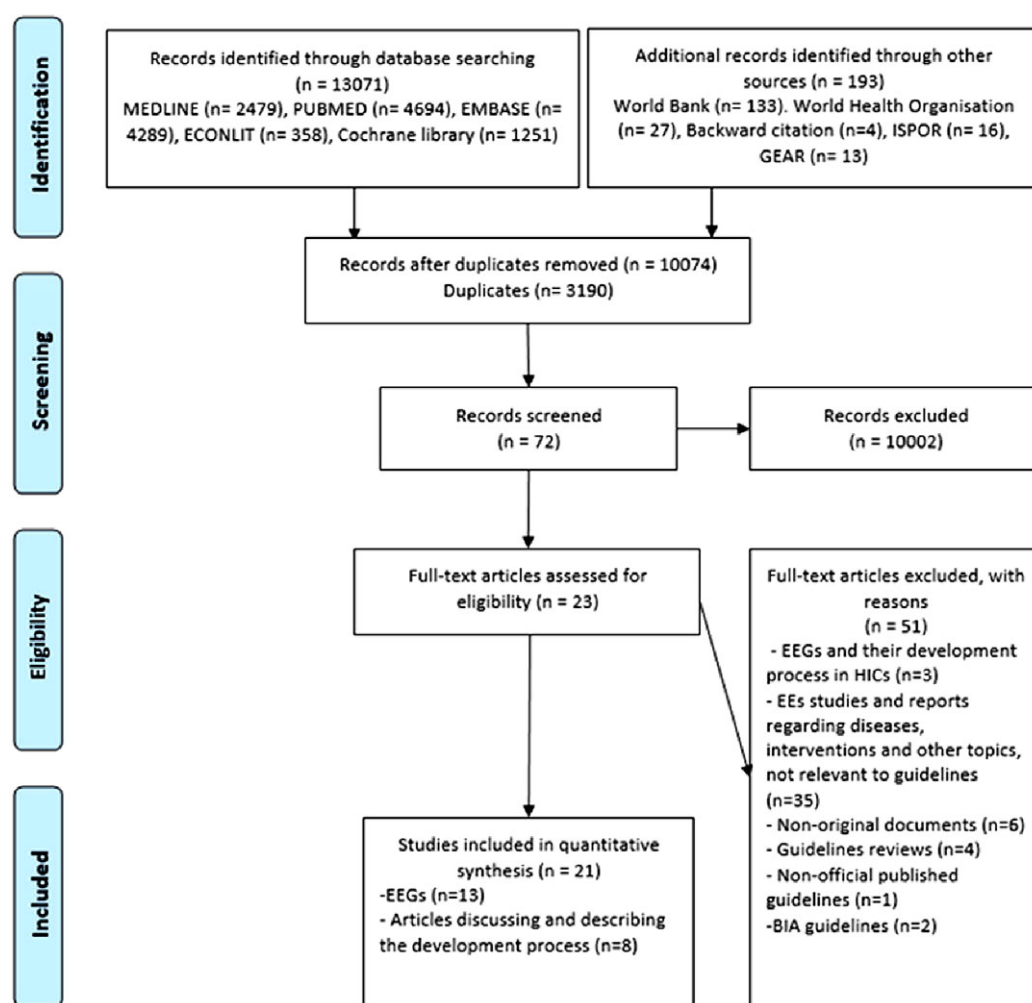 Identification
Records identified through database searching
(n = 13071)
MEDLINE (n= 2479), PUBMED (n= 4694), EMBASE (n=
4289), ECONLIT (n= 358), Cochrane library (n= 1251)
Additional records identified through other
sources (n = 193)
World Bank (n= 133). World Health Organisation
(n= 27), Backward citation (n=4), ISPOR (n= 16),
GEAR (n= 13)
Screening
Records after duplicates removed (n = 10074)
Duplicates (n= 3190)
Records screened
(n = 72)
Records excluded
(n = 10002)
Eligibility
Full-text articles assessed for
eligibility (n = 23)
Full-text articles excluded, with
reasons
(n = 51)
- EEGs and their development
process in HICs (n=3)
- EEs studies and reports
regarding diseases,
interventions and other topics,
not relevant to guidelines
(n=35)
- Non-original documents (n=6)
- Guidelines reviews (n=4)
- Non-official published
guidelines (n=1)
-BIA guidelines (n=2)
Included
Studies included in quantitative
synthesis (n = 21)
-EEGs (n=13)
- Articles discussing and describing
the development process (n=8)